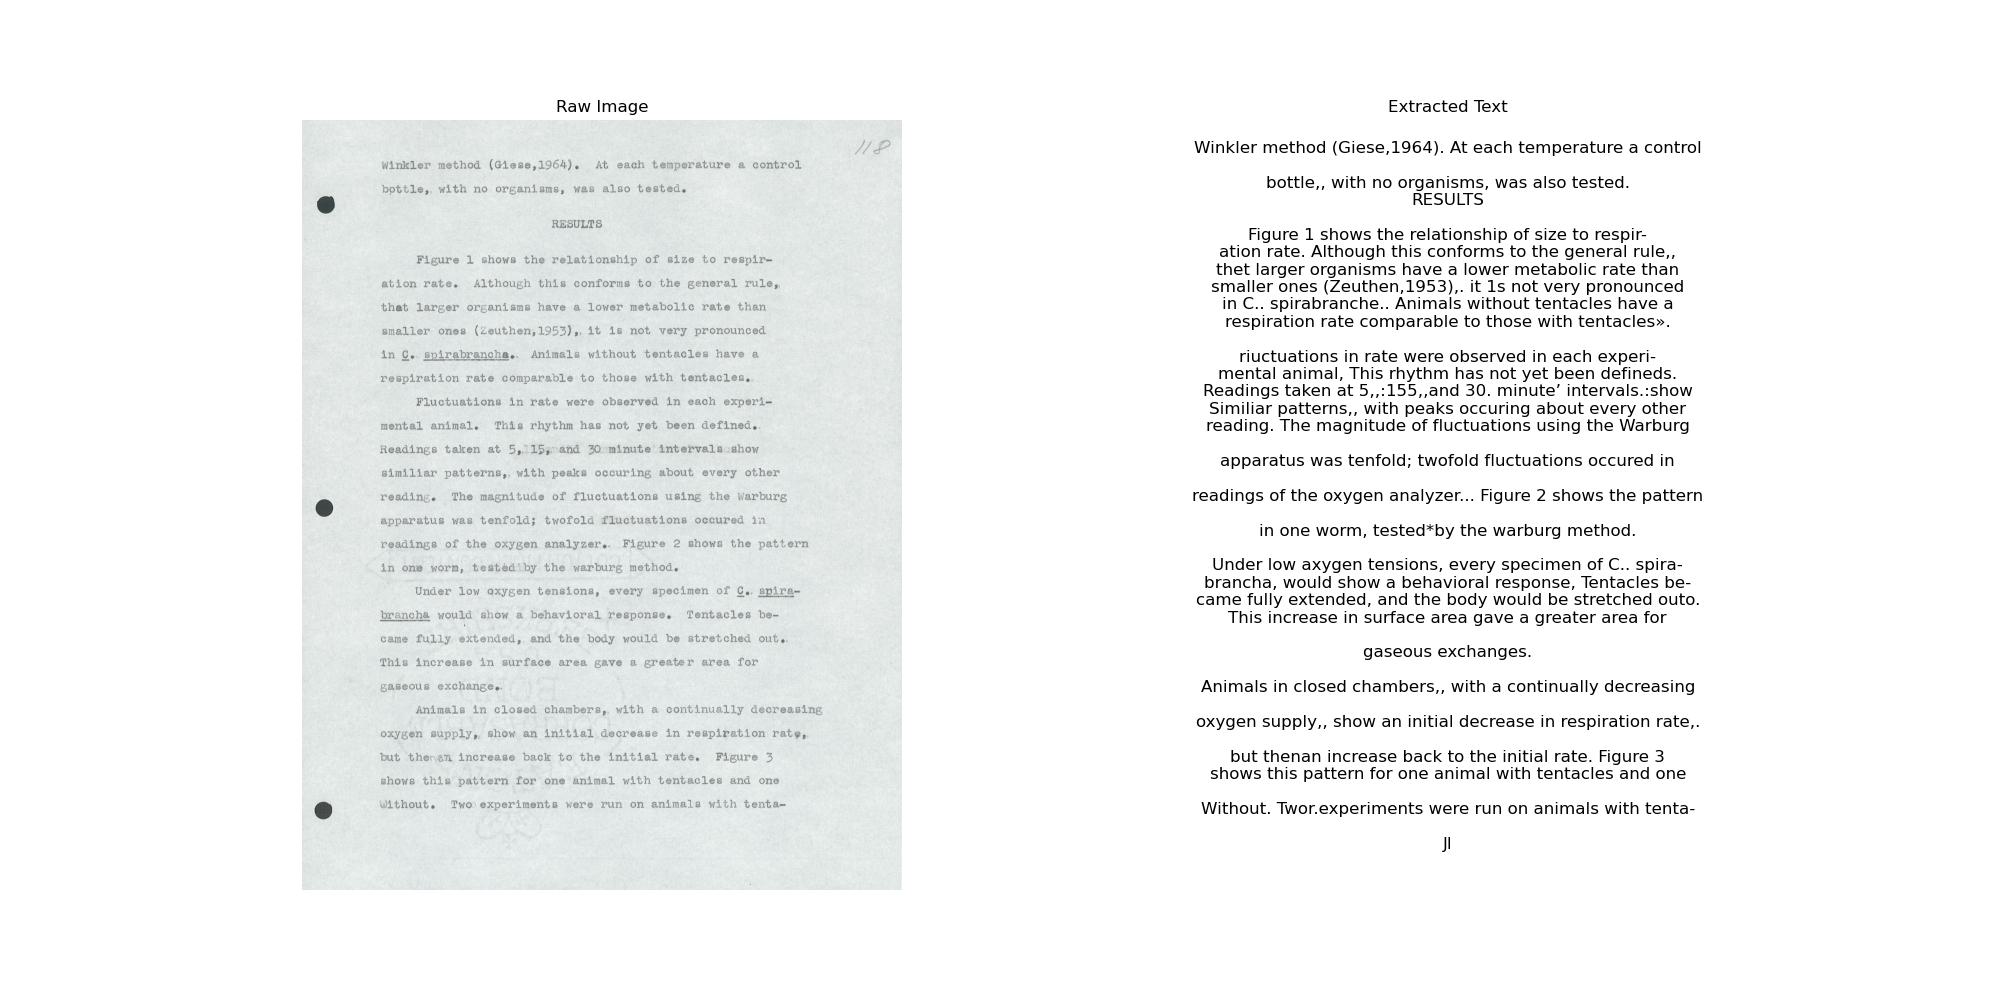 Raw Image
118
Winkler method (Giese,1964). At each temperature a control
bottle, with no organisms, was also tested.
RESULTS
Figure 1 shows the relationship of size to respir-
ation rate. Although this conforms to the general rule,
that larger organisms have a lower metabolic rate than
smaller ones (Zeuthen,1953), it is not very pronounced
in C. spirabrancha. Animals without tentacles have a
respiration rate comparable to those with tentacles.
Fluctuations in rate were observed in each experi-
mental animal. This rhythm has not yet been defined.
Readings taken at 5, 15, and 30 minute intervals show
similiar patterns, with peaks occuring about every other
reading. The magnitude of fluctuations using the Warburg
apparatus was tenfold; twofold fluctuations occured in
readings of the oxygen analyzer. Figure 2 shows the pattern
in one worm, tested by the warburg method.
Under low oxygen tensions, every specimen of C. spira-
brancha would show a behavioral response. Tentacles be-
came fully extended, and the body would be stretched out.
This increase in surface area gave a greater area for
gaseous exchange.
Animals in closed chambers, with a continually decreasing
oxygen supply, show an initial decrease in respiration rate,
but then an increase back to the initial rate. Figure 3
shows this pattern for one animal with tentacles and one
Without. Two experiments were run on animals with tenta-
Extracted Text
Winkler method (Giese,1964). At each temperature a control
bottle,, with no organisms, was also tested.
RESULTS
Figure 1 shows the relationship of size to respir-
ation rate. Although this conforms to the general rule,,
thet larger organisms have a lower metabolic rate than
smaller ones (Zeuthen,1953),. it 1s not very pronounced
in C.. spirabranche.. Animals without tentacles have a
respiration rate comparable to those with tentacles».
riuctuations in rate were observed in each experi-
mental animal, This rhythm has not yet been defineds.
Readings taken at 5,,:155,,and 30. minute’ intervals.:show
Similiar patterns,, with peaks occuring about every other
reading. The magnitude of fluctuations using the Warburg
apparatus was tenfold; twofold fluctuations occured in
readings of the oxygen analyzer... Figure 2 shows the pattern
in one worm, tested*by the warburg method.
Under low axygen tensions, every specimen of C.. spira-
brancha, would show a behavioral response, Tentacles be-
came fully extended, and the body would be stretched outo.
This increase in surface area gave a greater area for
gaseous exchanges.
Animals in closed chambers,, with a continually decreasing
oxygen supply,, show an initial decrease in respiration rate,.
but thenan increase back to the initial rate. Figure 3
shows this pattern for one animal with tentacles and one
Without. Twor.experiments were run on animals with tenta-
JI